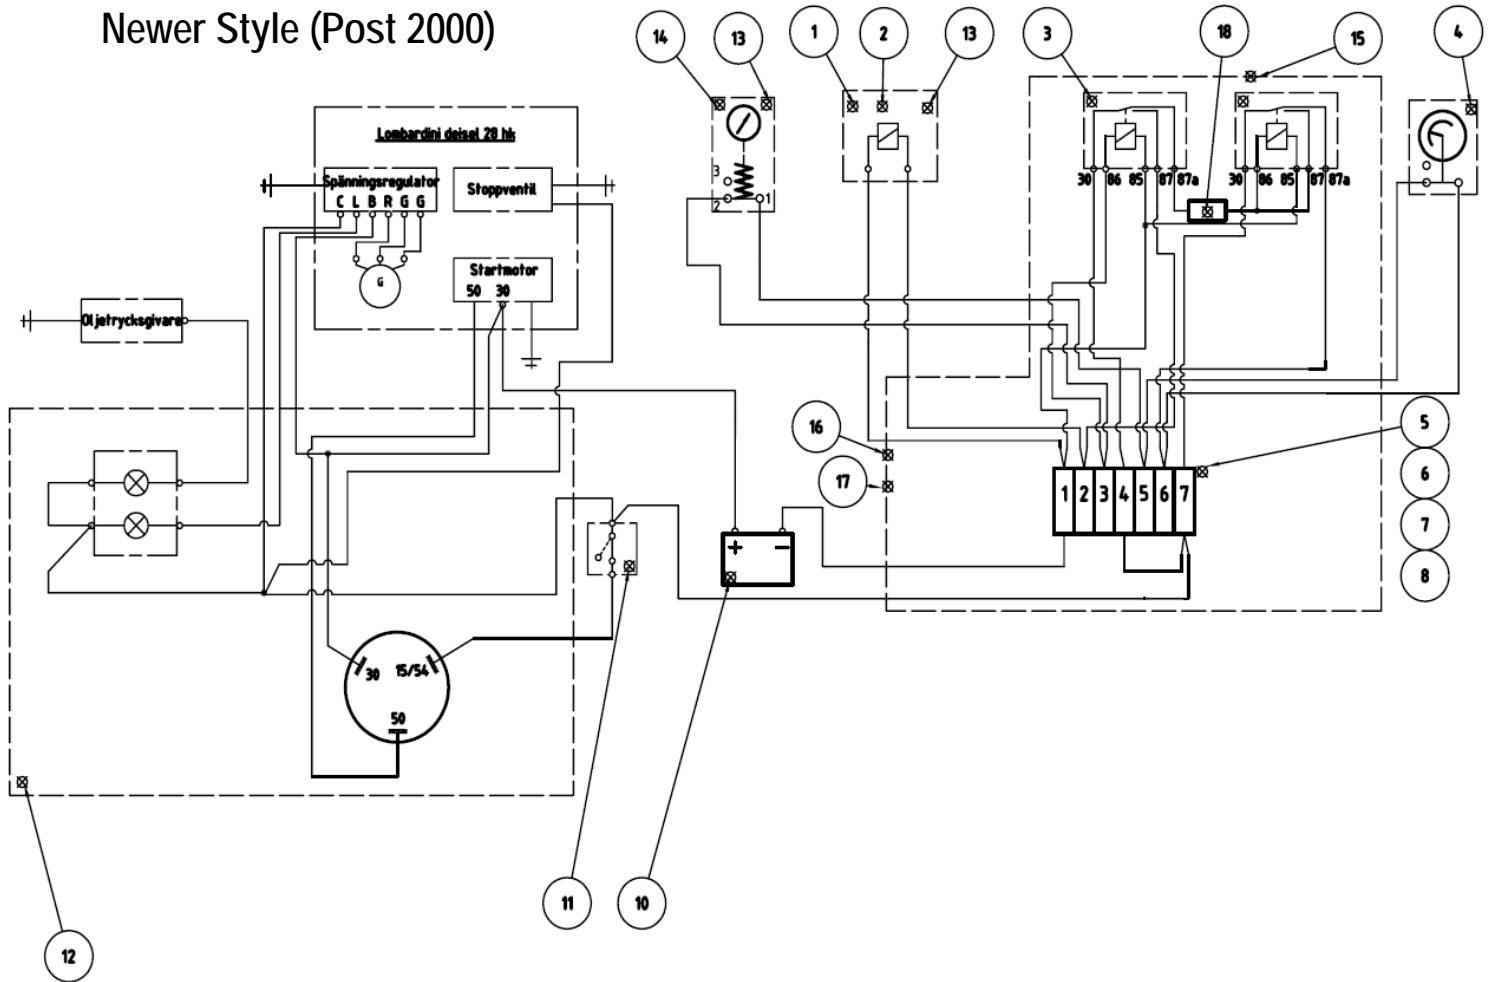 Newer Style (Post 2000)
14 13 1 2 13 3 18 15 4
Lombardini deisel 28 hk
Spänningsregulator
C L B R G G
Stoppventil
G
Startmotor
50 30
Oljetrycksgivare
3
2 1
30 86 85 87 87a
30 86 85 87 87a
18
16
17
5
6
7
8
1 2 3 4 5 6 7
+ −
30 15/54
50
11 10
12